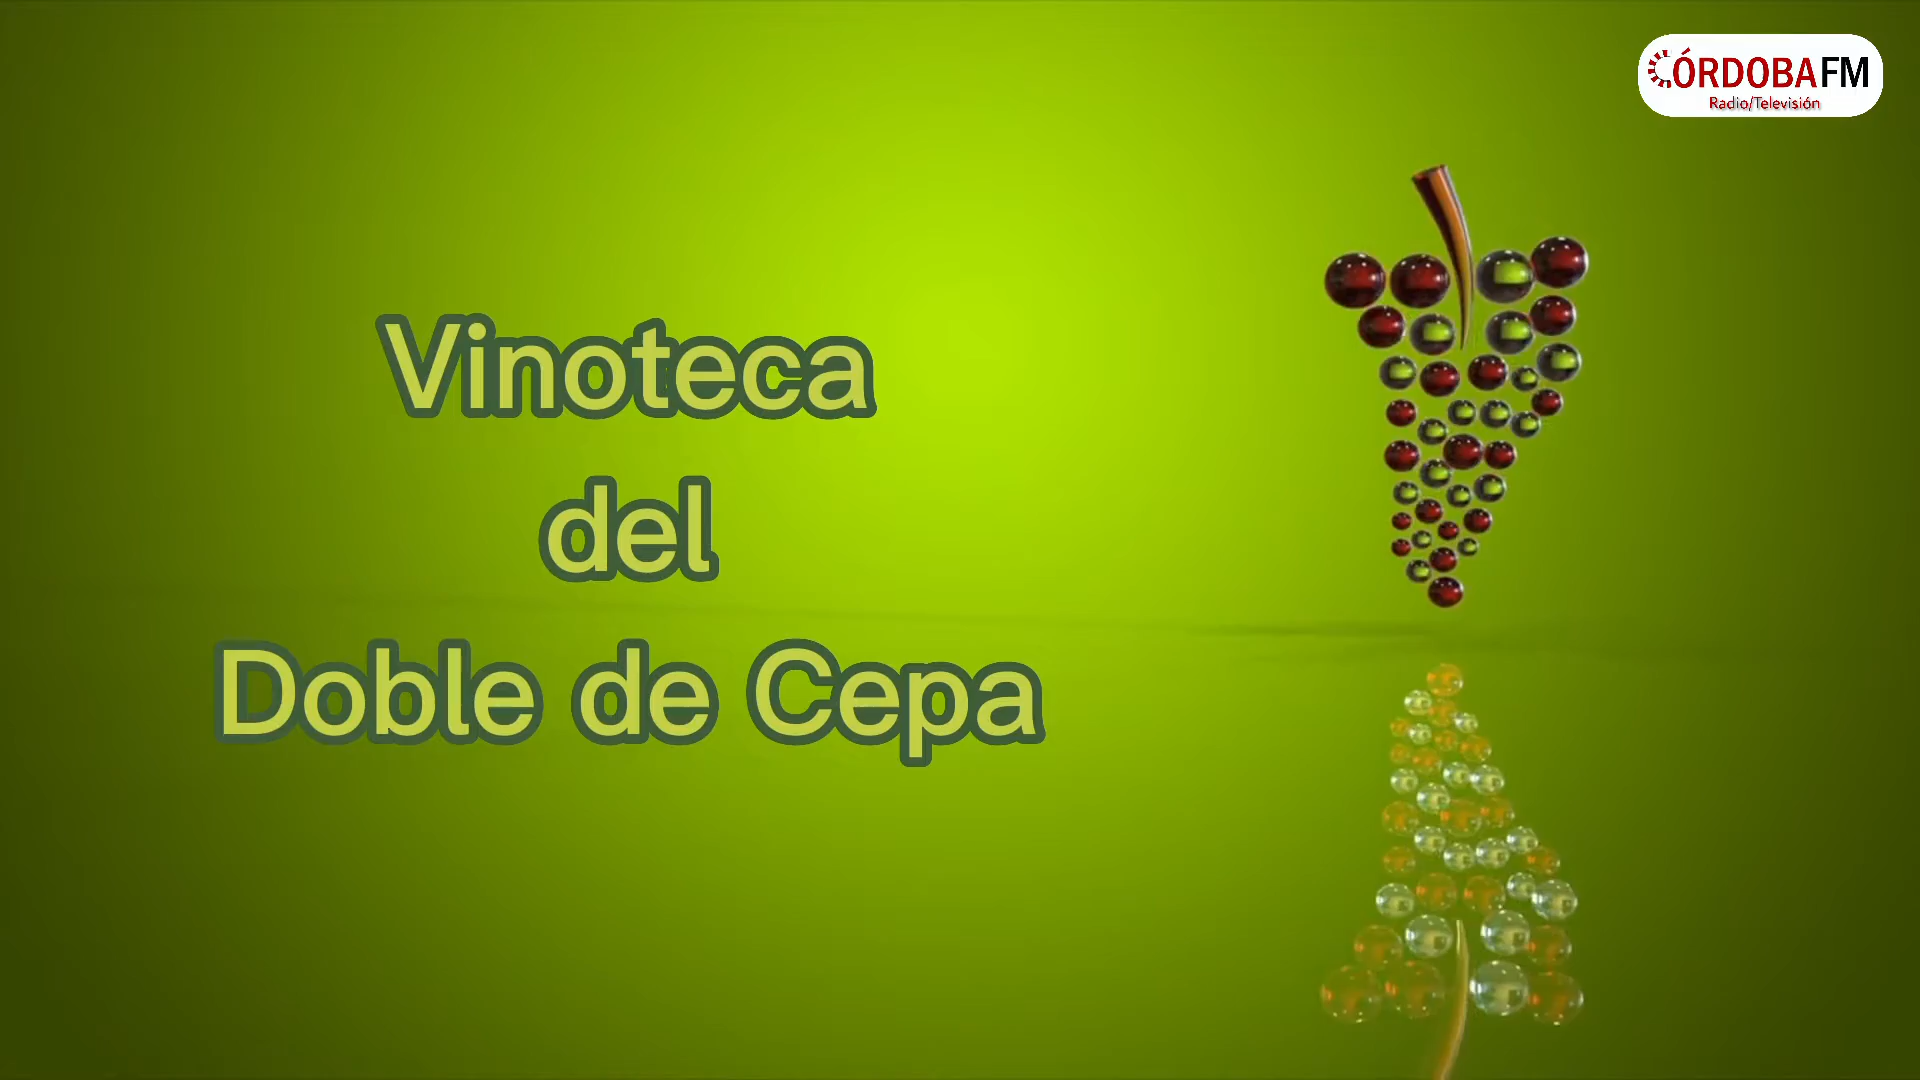 CÓRDOBAFM
Radio/Televisión
Vinoteca
del
Doble de Cepa